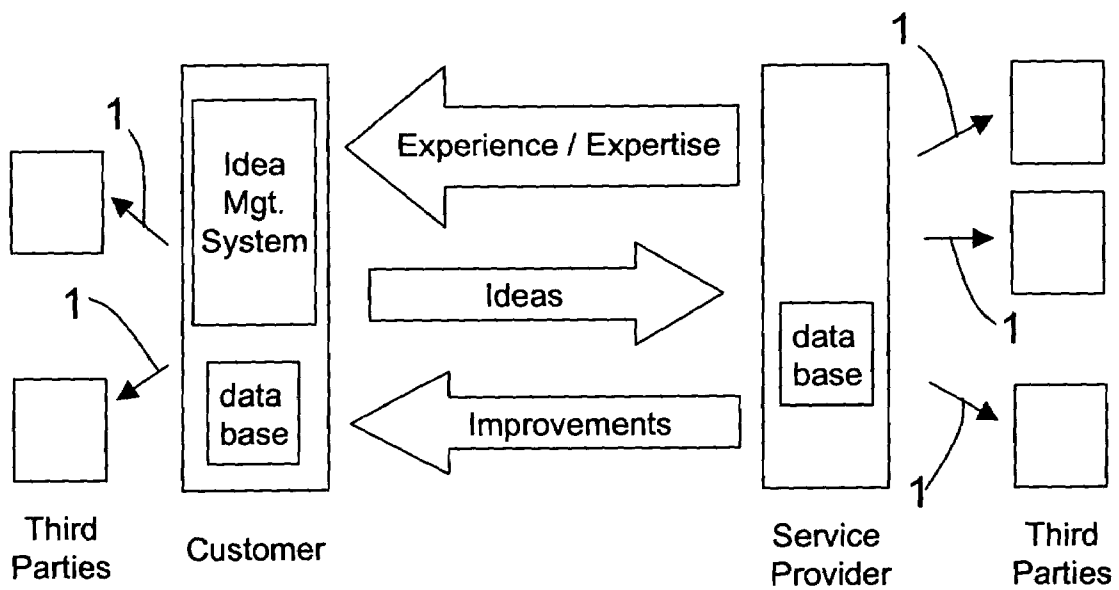 1
Experience / Expertise
1
Idea
Mgt.
System
Ideas
1
1
data
base
data
base
Improvements
1
Third
Parties
Customer
Service
Provider
Third
Parties